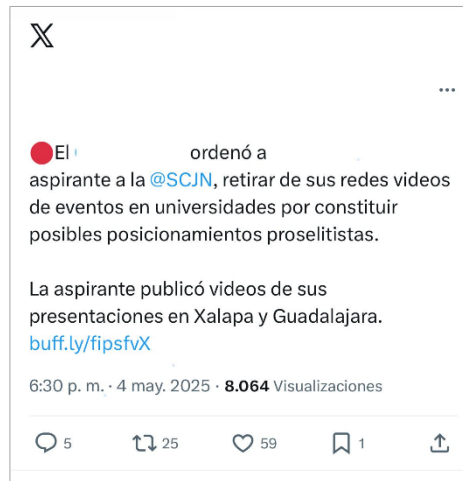 🔴El ordenó a
aspirante a la @SCJN, retirar de sus redes videos
de eventos en universidades por constituir
posibles posicionamientos proselitistas.
La aspirante publicó videos de sus
presentaciones en Xalapa y Guadalajara.
buff.ly/fipsfvX
6:30 p. m. · 4 may. 2025 · 8.064 Visualizaciones
5 25 59 1